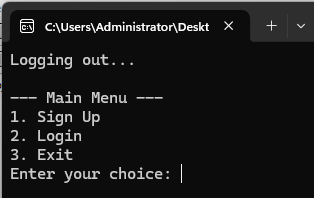 C:\Users\Administrator\Deskt
Logging out...
--- Main Menu ---
1. Sign Up
2. Login
3. Exit
Enter your choice: